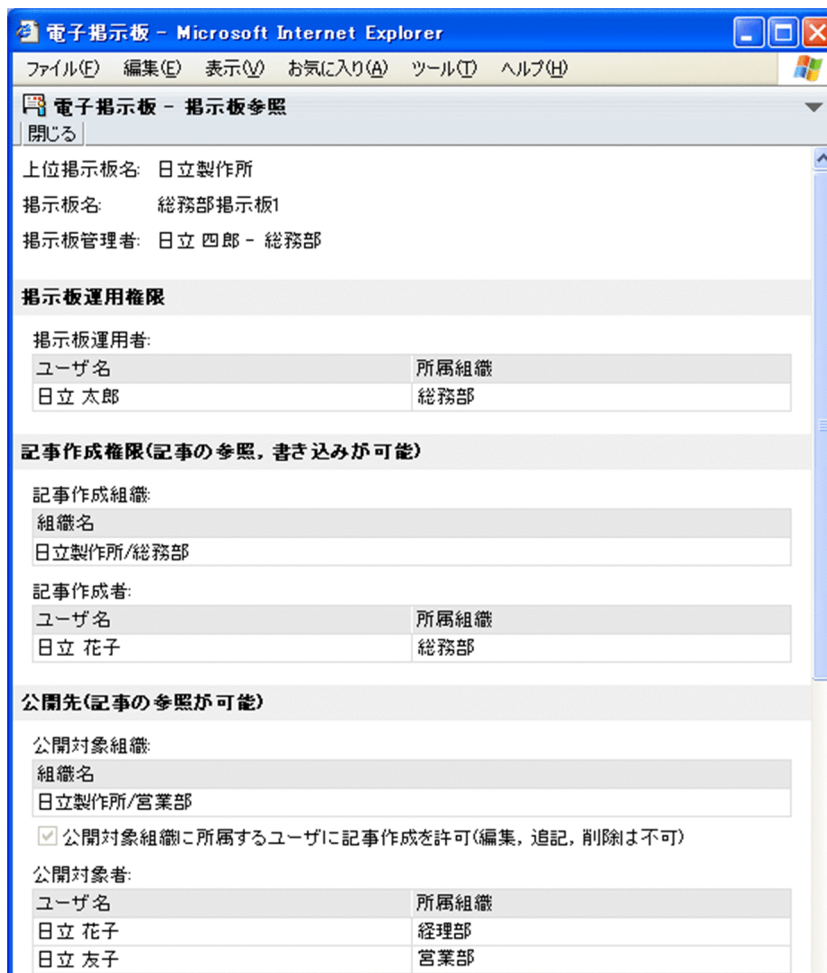 電子掲示板 - Microsoft Internet Explorer
ファイル(F) 編集(E) 表示(V) お気に入り(A) ツール(T) ヘルプ(H)
電子掲示板 - 掲示板参照
閉じる
上位掲示板名: 日立製作所
掲示板名: 総務部掲示板1
掲示板管理者: 日立 四郎 - 総務部
掲示板運用権限
掲示板運用者:
ユーザ名 所属組織
日立 太郎 総務部
記事作成権限(記事の参照, 書き込みが可能)
記事作成組織:
組織名
日立製作所/総務部
記事作成者:
ユーザ名 所属組織
日立 花子 総務部
公開先(記事の参照が可能)
公開対象組織:
組織名
日立製作所/営業部
公開対象組織に所属するユーザに記事作成を許可(編集, 追記, 削除は不可)
公開対象者:
ユーザ名 所属組織
日立 花子 経理部
日立 友子 営業部